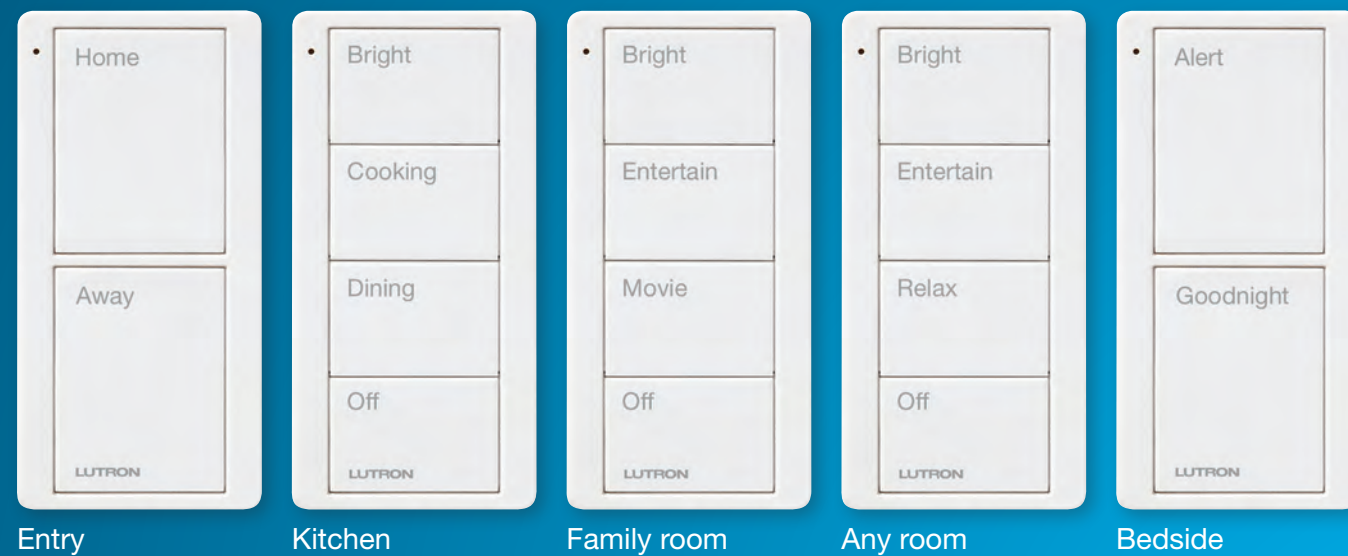 Home
Away
LUTRON
Entry
Bright
Cooking
Dining
Off
LUTRON
Kitchen
Bright
Entertain
Movie
Off
LUTRON
Family room
Bright
Entertain
Relax
Off
LUTRON
Any room
Alert
Goodnight
LUTRON
Bedside